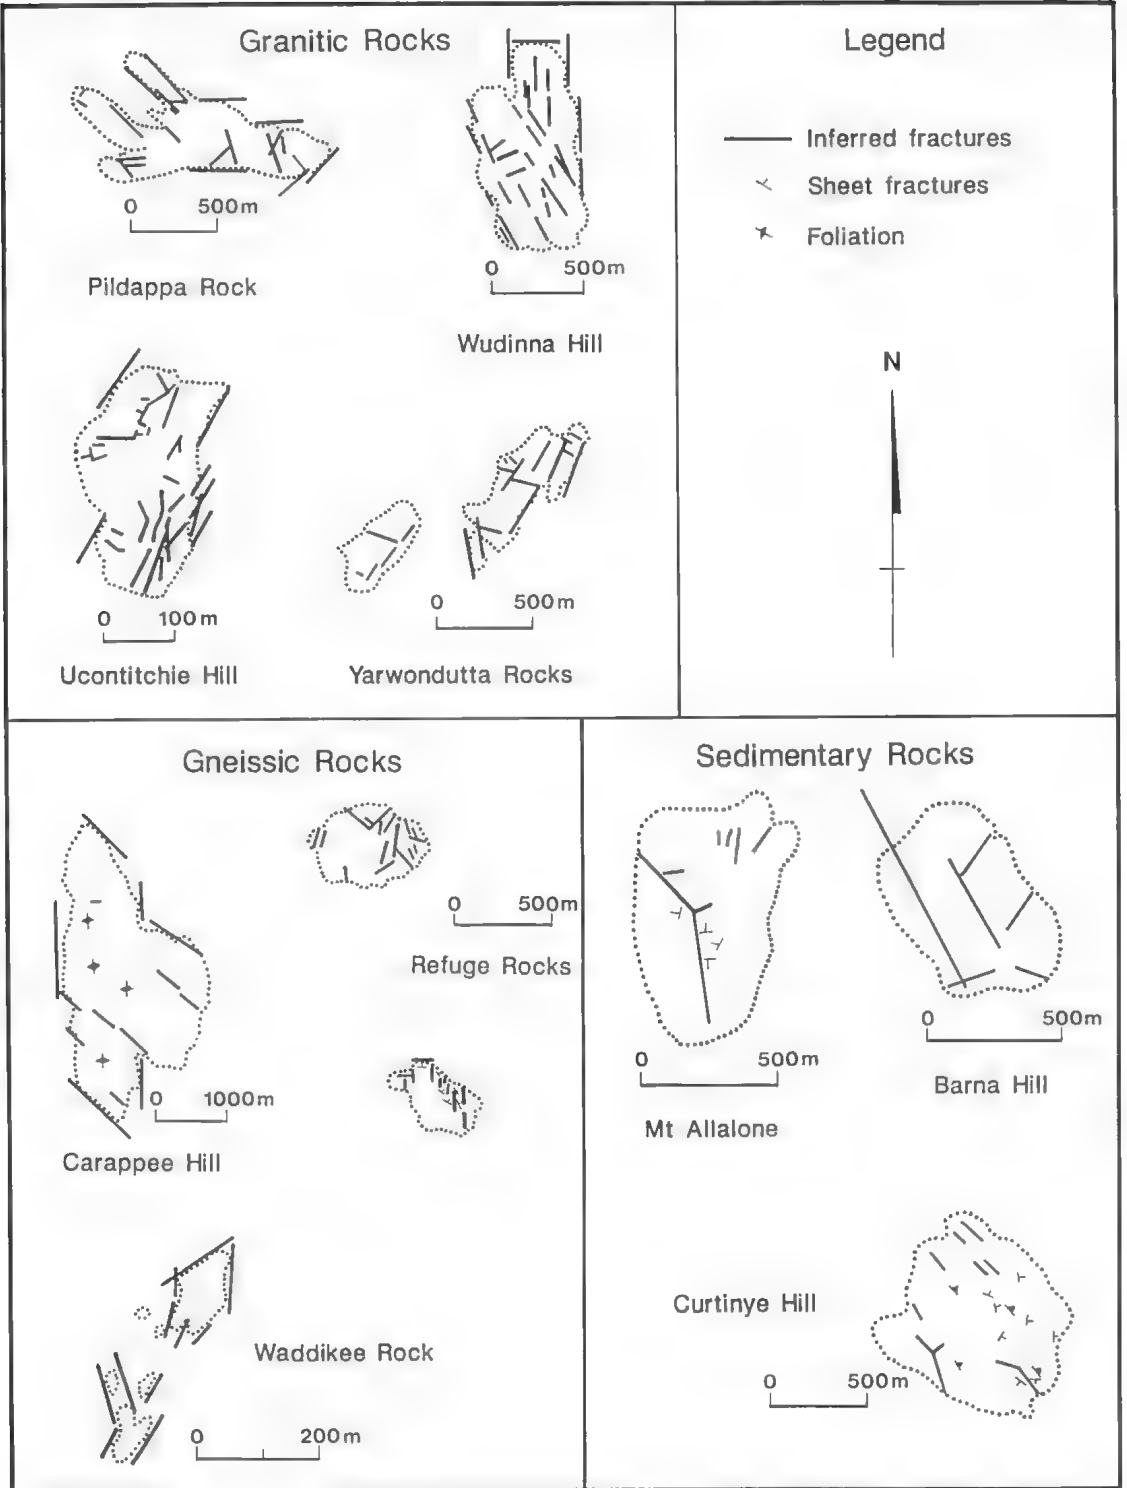 Granitic Rocks
0 500m
Pildappa Rock
0 500m
Wudinna Hill
0 100m
Ucontitchie Hill
0 500m
Yarwondutta Rocks
Legend
Inferred fractures
Sheet fractures
Foliation
N
Gneissic Rocks
0 500m
Refuge Rocks
0 1000m
Carappee Hill
Waddikee Rock
0 200m
Sedimentary Rocks
0 500m
Mt Allalone
0 500m
Barna Hill
Curtinye Hill
0 500m